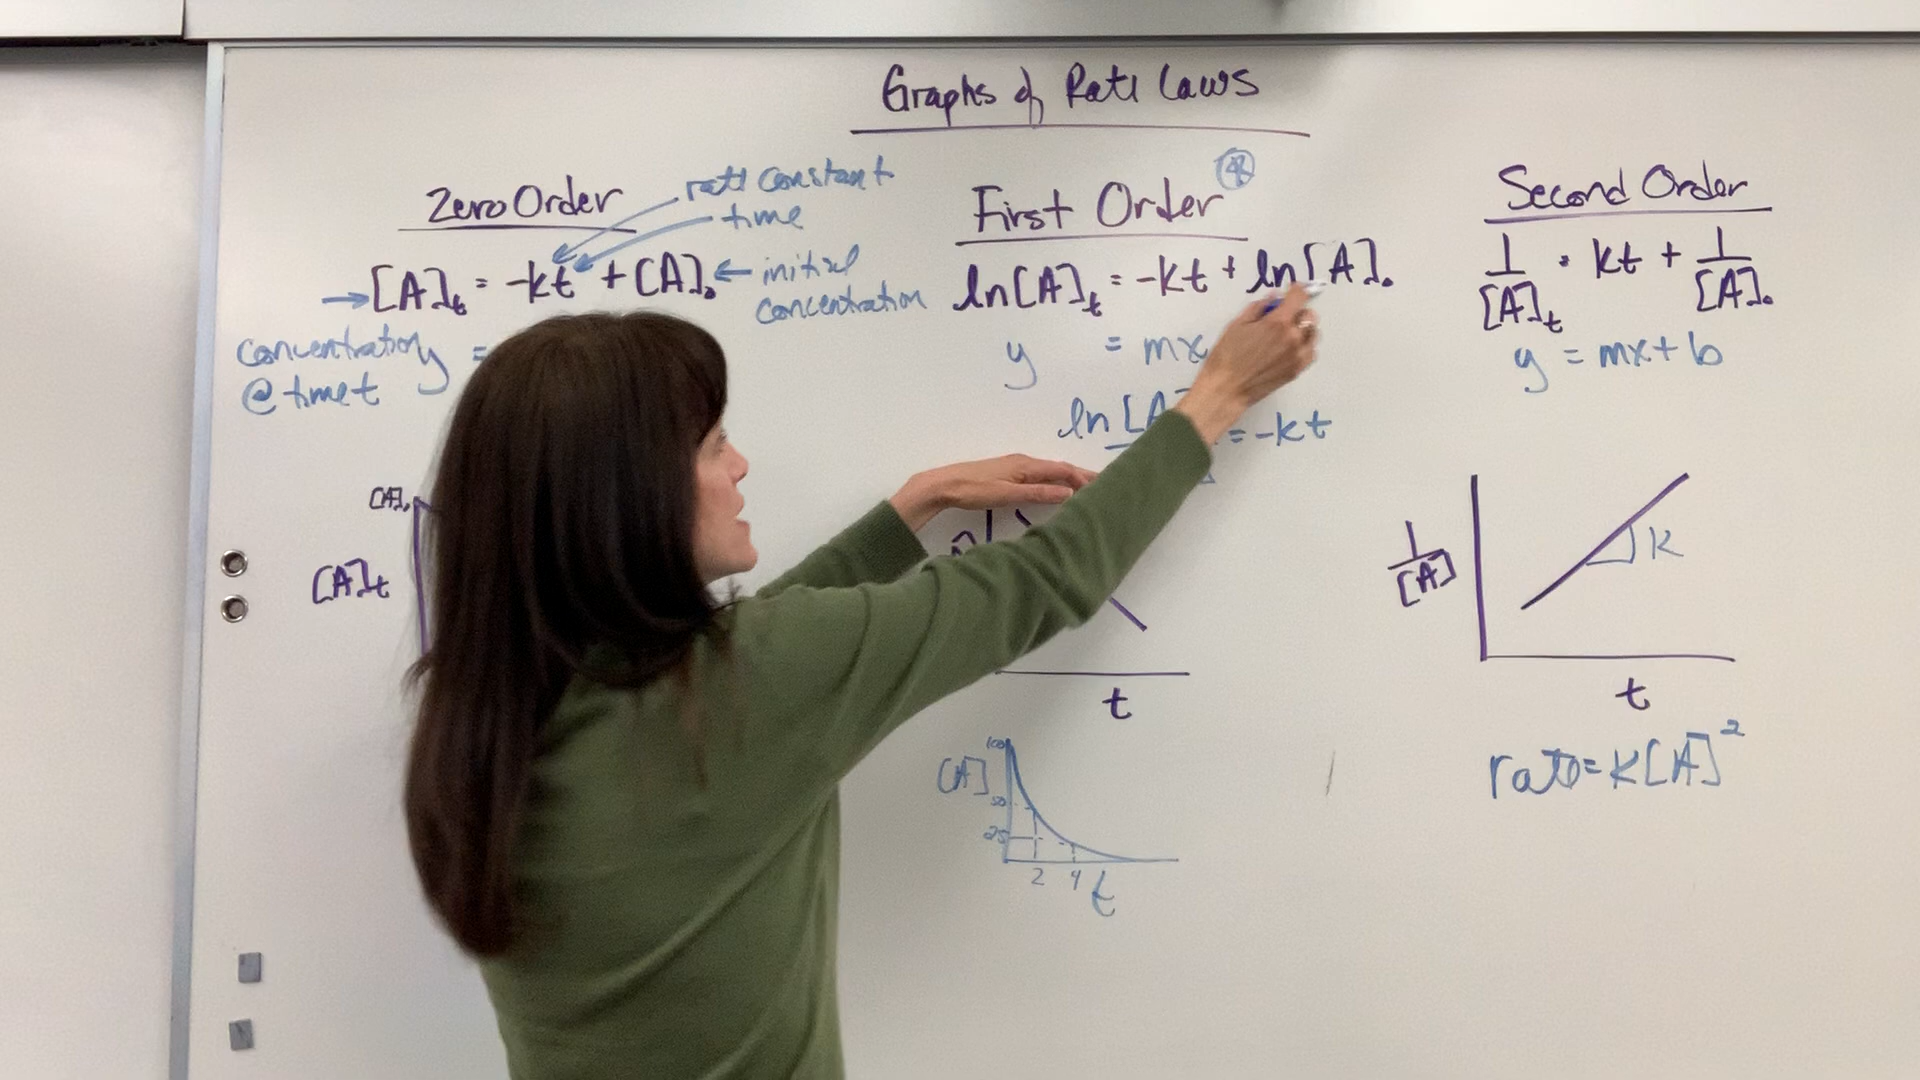 Graphs of Rate Laws
Zero Order
rate constant
time
[A]t = -kt + [A]o
initial
concentration
concentration
@ time t
=
[A]o
[A]t
First Order
ln[A]t = -kt + ln[A]o
y = mx
ln[A
= -kt
t
[A]
100
50
25
2 4 t
Second Order
1/[A]t = kt + 1/[A]o
y = mx + b
1/[A]
K
t
rate = K[A]²